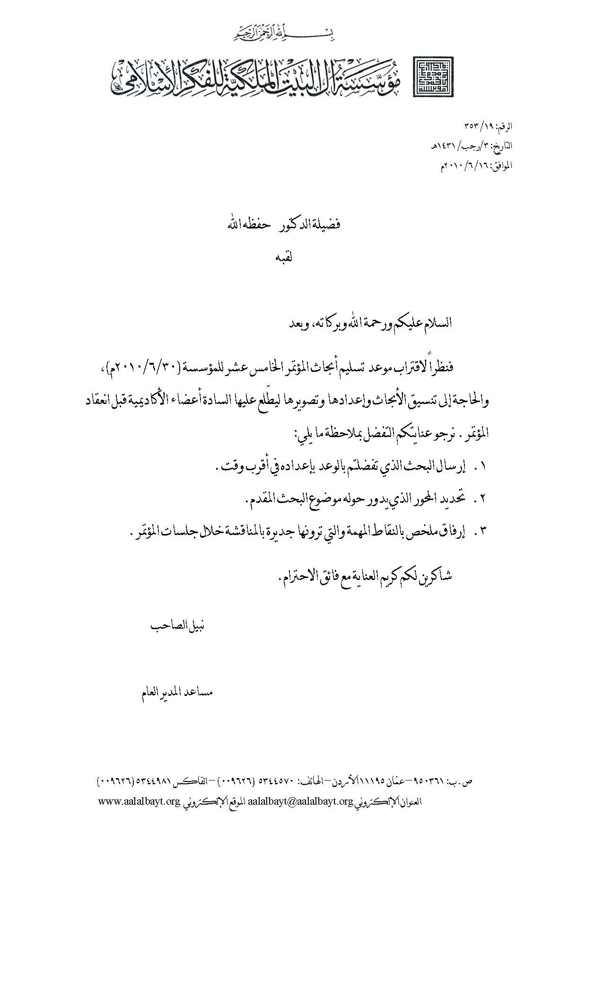 بسم الله الرحمن الرحيم
مؤسسة آل البيت الملكية للفكر الإسلامي
الرقم: ٣٥٣/١٩
التاريخ: ٣/رجب/١٤٣١هـ
الموافق: ٢٠١٠/٦/١٦م
فضيلة الدكتور حفظه الله
لقبه
السلام عليكم ورحمة الله وبركاته، وبعد
فنظراً لاقتراب موعد تسليم أبحاث المؤتمر الخامس عشر للمؤسسة (٢٠١٠/٦/٣٠م)،
والحاجة إلى تنسيق الأبحاث وإعدادها وتصويرها ليطّلع عليها السادة أعضاء الأكاديمية قبل انعقاد
المؤتمر. نرجو عنايتكم التفضل بملاحظة ما يلي:
١. إرسال البحث الذي تفضلتم بالوعد بإعداده في أقرب وقت.
٢. تحديد المحور الذي يدور حوله موضوع البحث المقدم.
٣. إرفاق ملخص بالنقاط المهمة والتي ترونها جديرة بالمناقشة خلال جلسات المؤتمر.
شاكرين لكم كريم العناية مع فائق الاحترام.
نبيل الصاحب
مساعد المدير العام
ص.ب: ٩٥٠٣٦١ – عمّان ١١١٩٥ الأردن – الهاتف: ٥٣٤٤٥٧٠ (٠٠٩٦٢٦) – الفاكس ٥٣٤٤٩٨١ (٠٠٩٦٢٦)
العنوان الإلكتروني aalalbayt@aalalbayt.org الموقع الإلكتروني www.aalalbayt.org